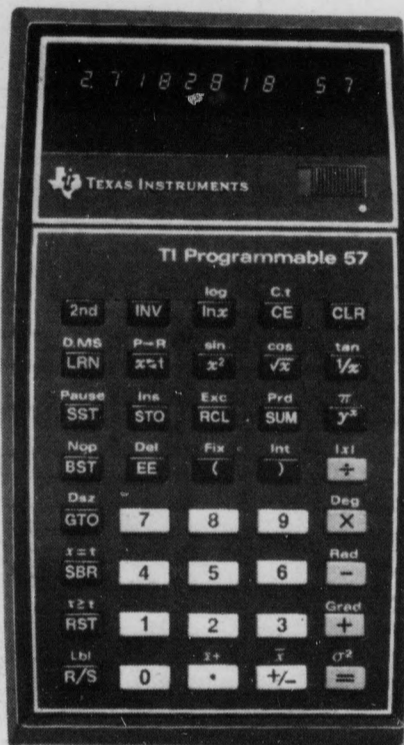 2.7182818 57
TEXAS INSTRUMENTS
TI Programmable 57
log C.t
2nd INV lnx CE CLR
D.MS P→R sin cos tan
LRN x⇆t x² √x 1/x
Pause Ins Exc Prd π
SST STO RCL SUM yˣ
Nop Del Fix Int |x|
BST EE ( ) ÷
Dsz Deg
GTO 7 8 9 ×
x=t Rad
SBR 4 5 6 −
x≥t Grad
RST 1 2 3 +
Lbl Σ+ x̄ σ²
R/S 0 . +/− =